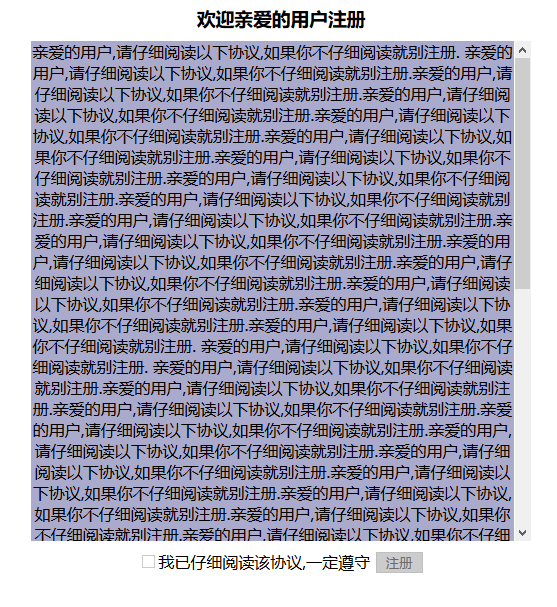 欢迎亲爱的用户注册
亲爱的用户,请仔细阅读以下协议,如果你不仔细阅读就别注册. 亲爱的
用户,请仔细阅读以下协议,如果你不仔细阅读就别注册.亲爱的用户,请
仔细阅读以下协议,如果你不仔细阅读就别注册.亲爱的用户,请仔细阅
读以下协议,如果你不仔细阅读就别注册.亲爱的用户,请仔细阅读以下
协议,如果你不仔细阅读就别注册.亲爱的用户,请仔细阅读以下协议,如
果你不仔细阅读就别注册.亲爱的用户,请仔细阅读以下协议,如果你不
仔细阅读就别注册.亲爱的用户,请仔细阅读以下协议,如果你不仔细阅
读就别注册.亲爱的用户,请仔细阅读以下协议,如果你不仔细阅读就别
注册.亲爱的用户,请仔细阅读以下协议,如果你不仔细阅读就别注册.亲
爱的用户,请仔细阅读以下协议,如果你不仔细阅读就别注册.亲爱的用
户,请仔细阅读以下协议,如果你不仔细阅读就别注册.亲爱的用户,请仔
细阅读以下协议,如果你不仔细阅读就别注册.亲爱的用户,请仔细阅读
以下协议,如果你不仔细阅读就别注册.亲爱的用户,请仔细阅读以下协
议,如果你不仔细阅读就别注册.亲爱的用户,请仔细阅读以下协议,如果
你不仔细阅读就别注册. 亲爱的用户,请仔细阅读以下协议,如果你不仔
细阅读就别注册. 亲爱的用户,请仔细阅读以下协议,如果你不仔细阅读
就别注册.亲爱的用户,请仔细阅读以下协议,如果你不仔细阅读就别注
册.亲爱的用户,请仔细阅读以下协议,如果你不仔细阅读就别注册.亲爱
的用户,请仔细阅读以下协议,如果你不仔细阅读就别注册.亲爱的用户,
请仔细阅读以下协议,如果你不仔细阅读就别注册.亲爱的用户,请仔细
阅读以下协议,如果你不仔细阅读就别注册.亲爱的用户,请仔细阅读以
下协议,如果你不仔细阅读就别注册.亲爱的用户,请仔细阅读以下协议,
如果你不仔细阅读就别注册.亲爱的用户,请仔细阅读以下协议,如果你
不仔细阅读就别注册.亲爱的用户,请仔细阅读以下协议,如果你不仔细
我已仔细阅读该协议,一定遵守 注册